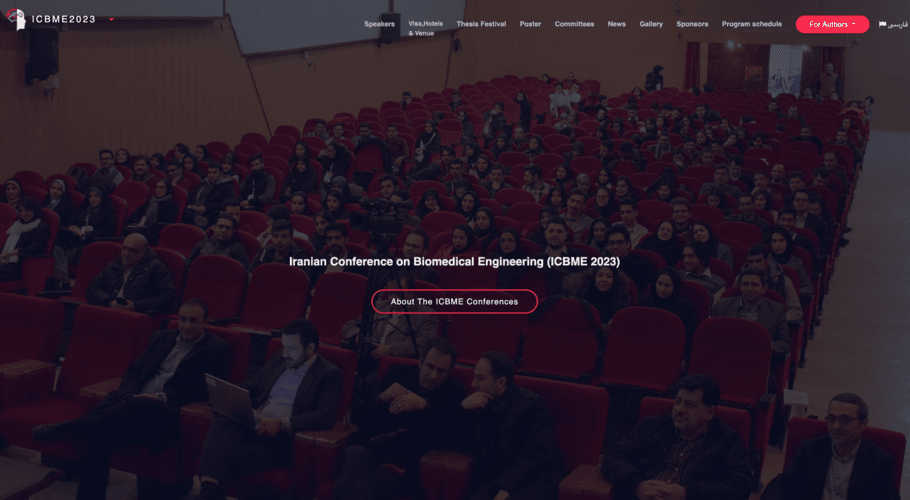 ICBME2023
Speakers
Visa,Hotels
& Venue
Thesis Festival
Poster
Committees
News
Gallery
Sponsors
Program schedule
For Authors
فارسی
Iranian Conference on Biomedical Engineering (ICBME 2023)
About The ICBME Conferences